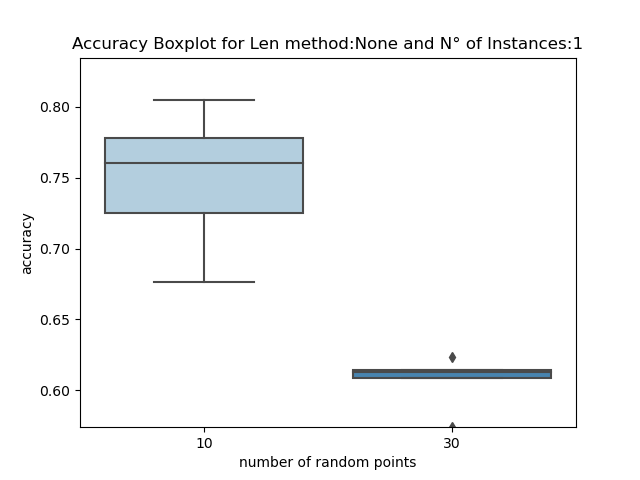 Accuracy Boxplot for Len method:None and N° of Instances:1
0.80
0.75
0.70
0.65
0.60
accuracy
10
30
number of random points